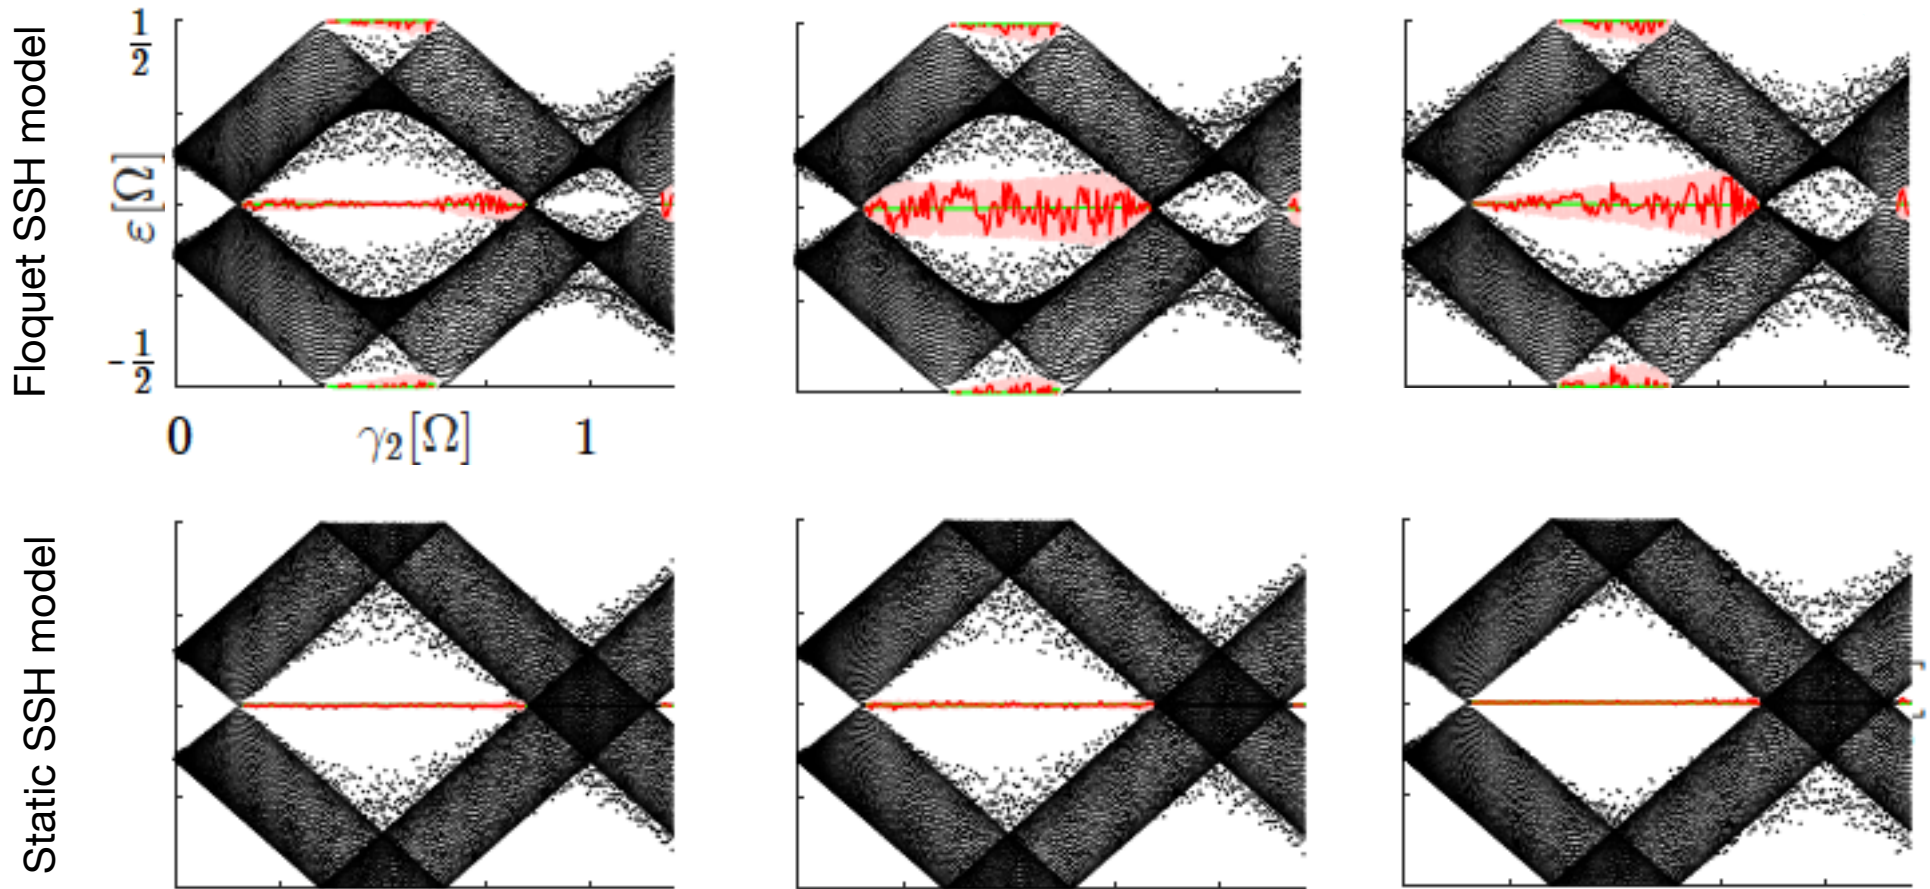 Floquet SSH model
ε[Ω]
1/2
-1/2
0
γ₂[Ω]
1
Static SSH model